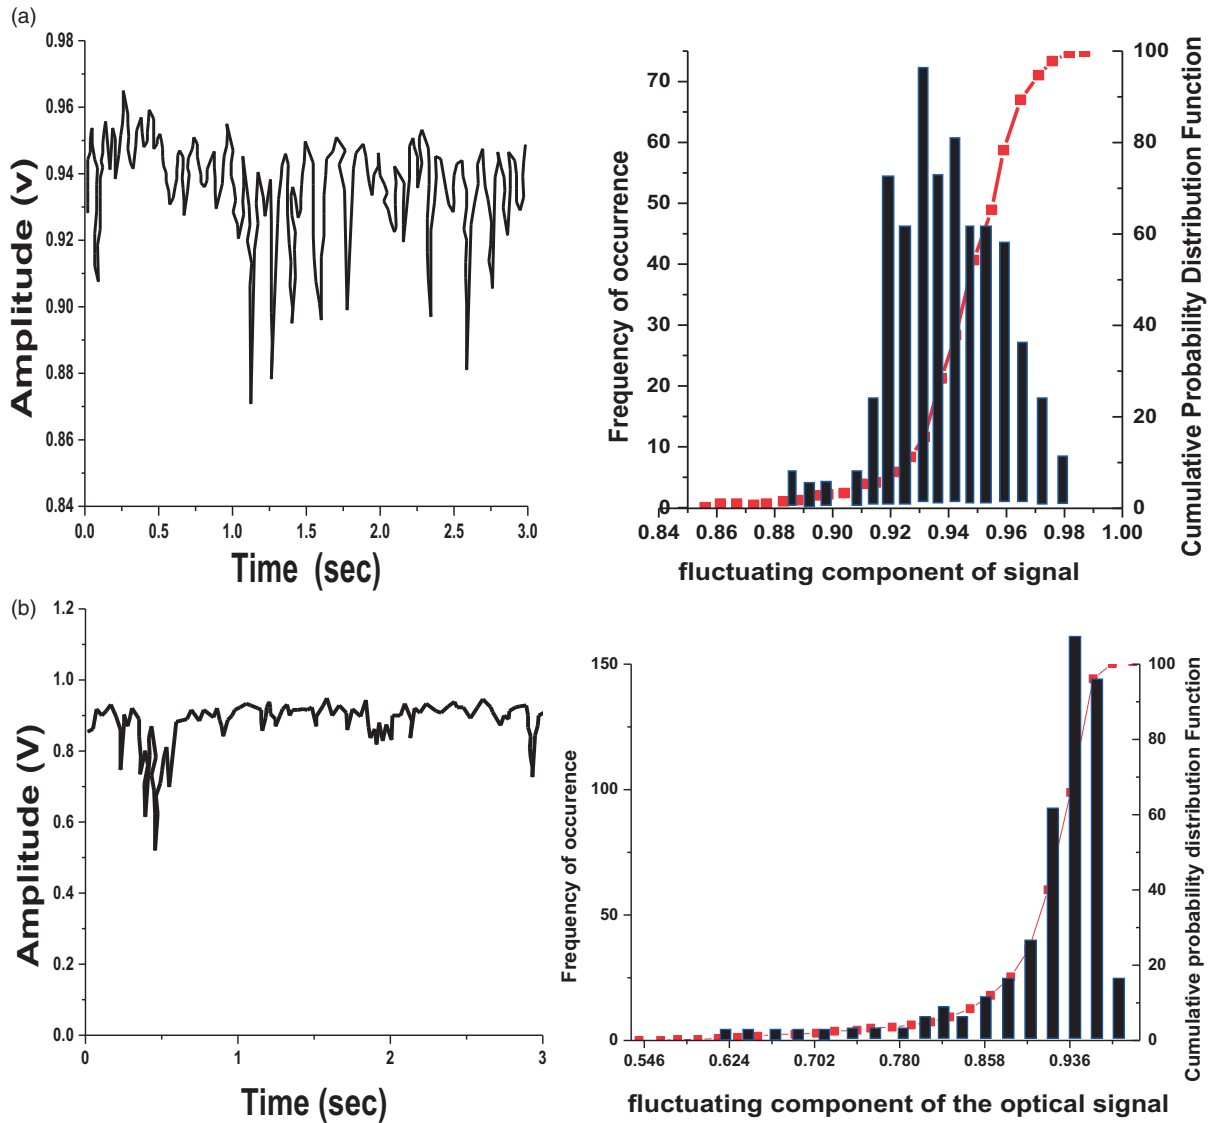 (a)
0.98
0.96
0.94
0.92
0.90
0.88
0.86
0.84
Amplitude (v)
0.0 0.5 1.0 1.5 2.0 2.5 3.0
Time (sec)
70
60
50
40
30
20
10
0
Frequency of occurrence
100
80
60
40
20
0
Cumulative Probability Distribution Function
0.84 0.86 0.88 0.90 0.92 0.94 0.96 0.98 1.00
fluctuating component of signal
(b)
1.2
1.0
0.8
0.6
0.4
0.2
0.0
Amplitude (V)
0 1 2 3
Time (sec)
150
100
50
0
Frequency of occurence
100
80
60
40
20
0
Cumulative probability distribution Function
0.546 0.624 0.702 0.780 0.858 0.936
fluctuating component of the optical signal